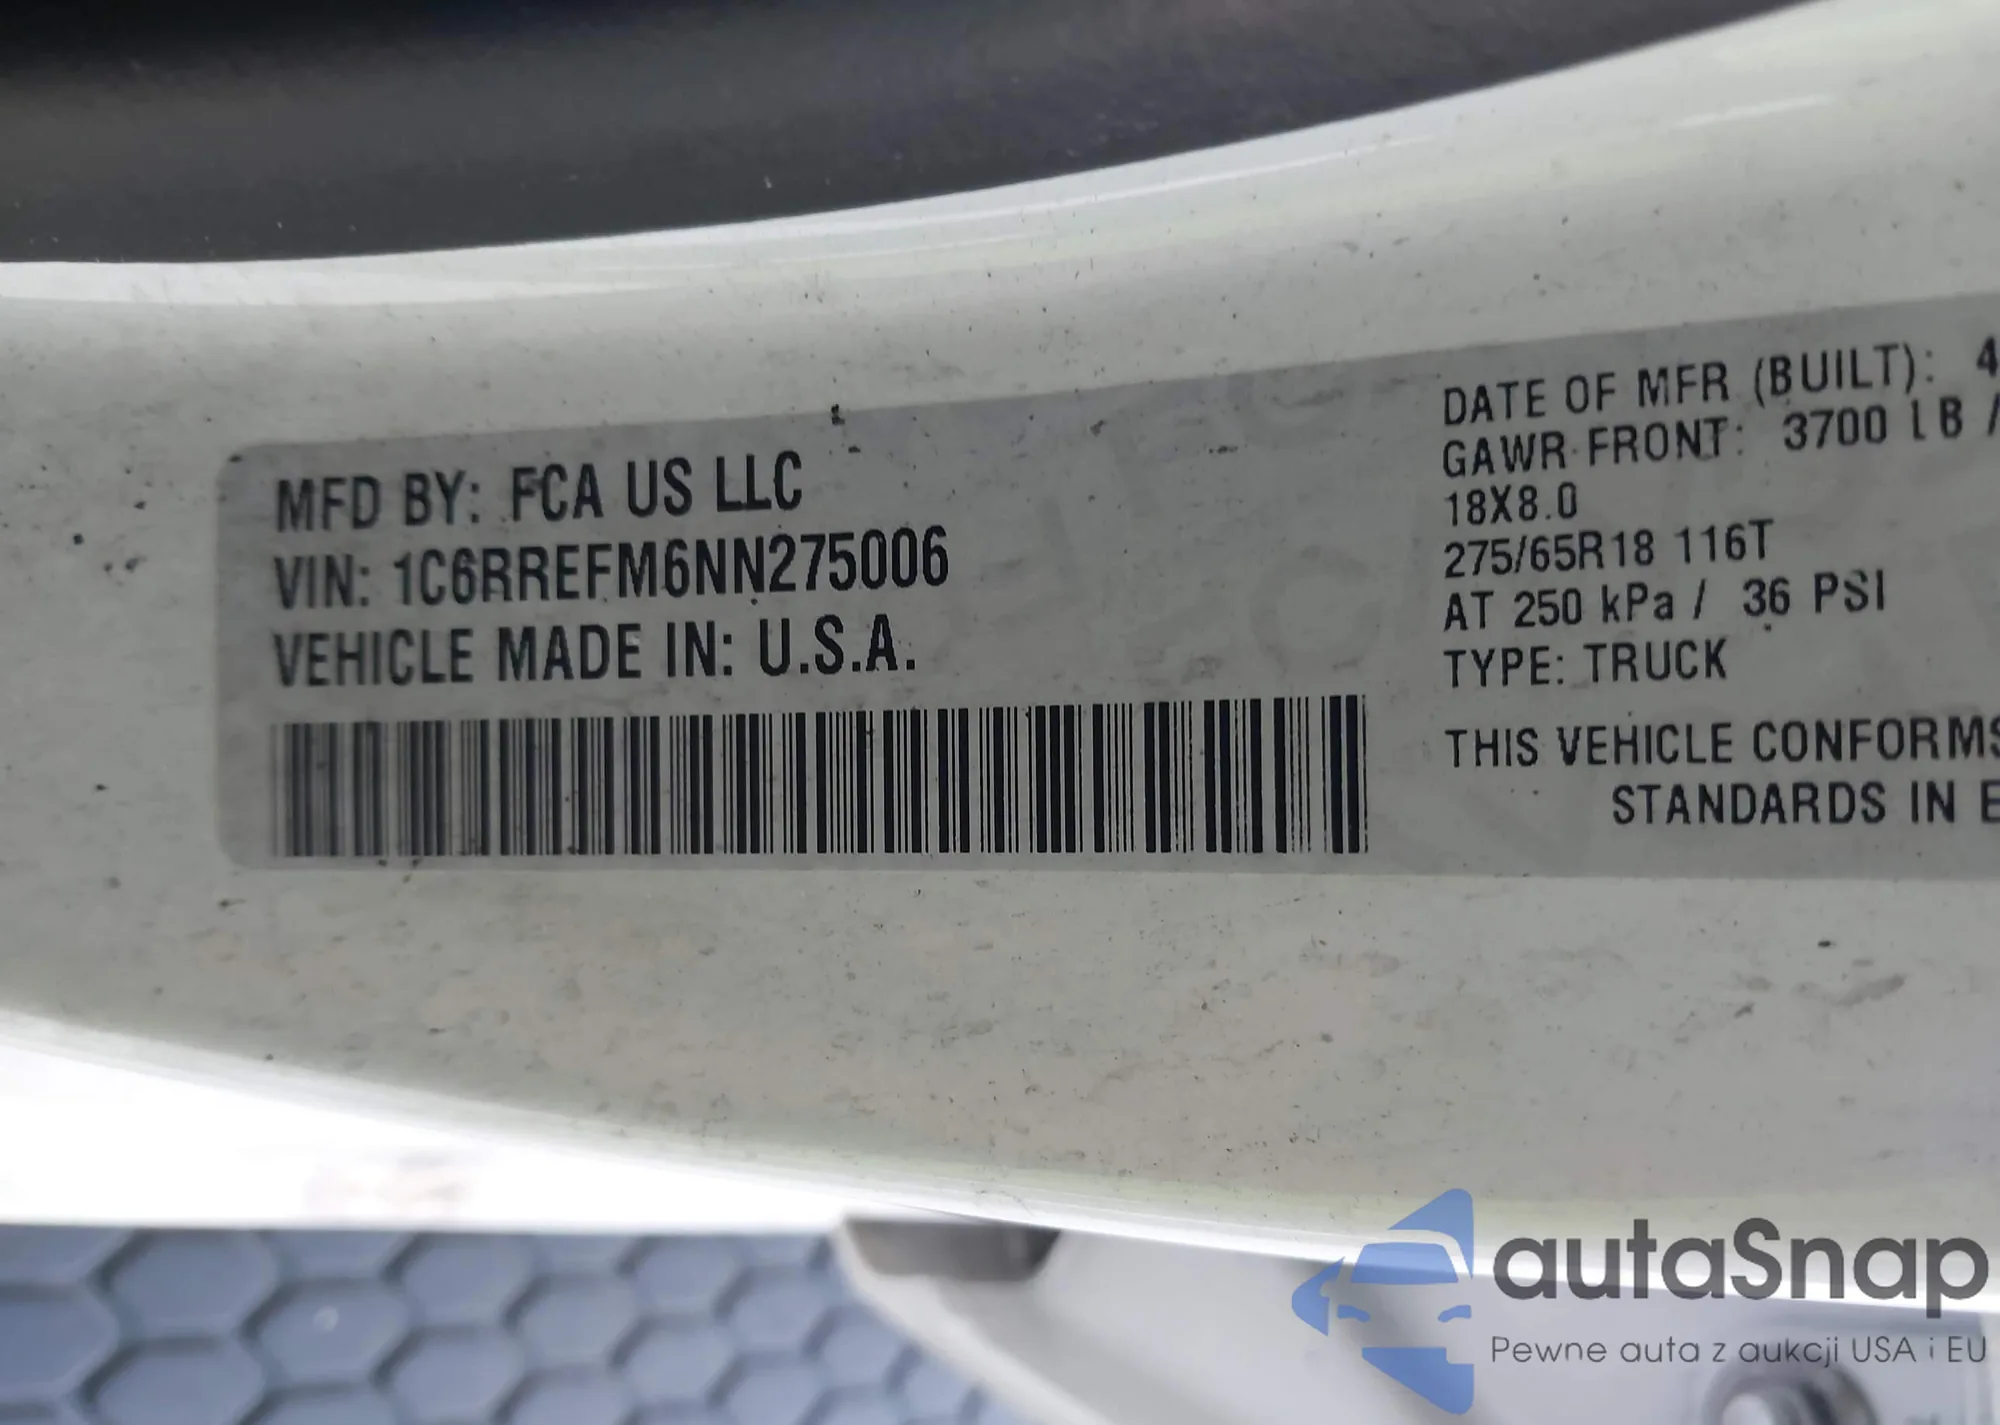 MFD BY: FCA US LLC
VIN: 1C6RREFM6NN275006
VEHICLE MADE IN: U.S.A.
DATE OF MFR (BUILT): 4
GAWR FRONT: 3700 LB /
18X8.0
275/65R18 116T
AT 250 kPa / 36 PSI
TYPE: TRUCK
THIS VEHICLE CONFORMS
STANDARDS IN E
autaSnap
Pewne auta z aukcji USA i EU